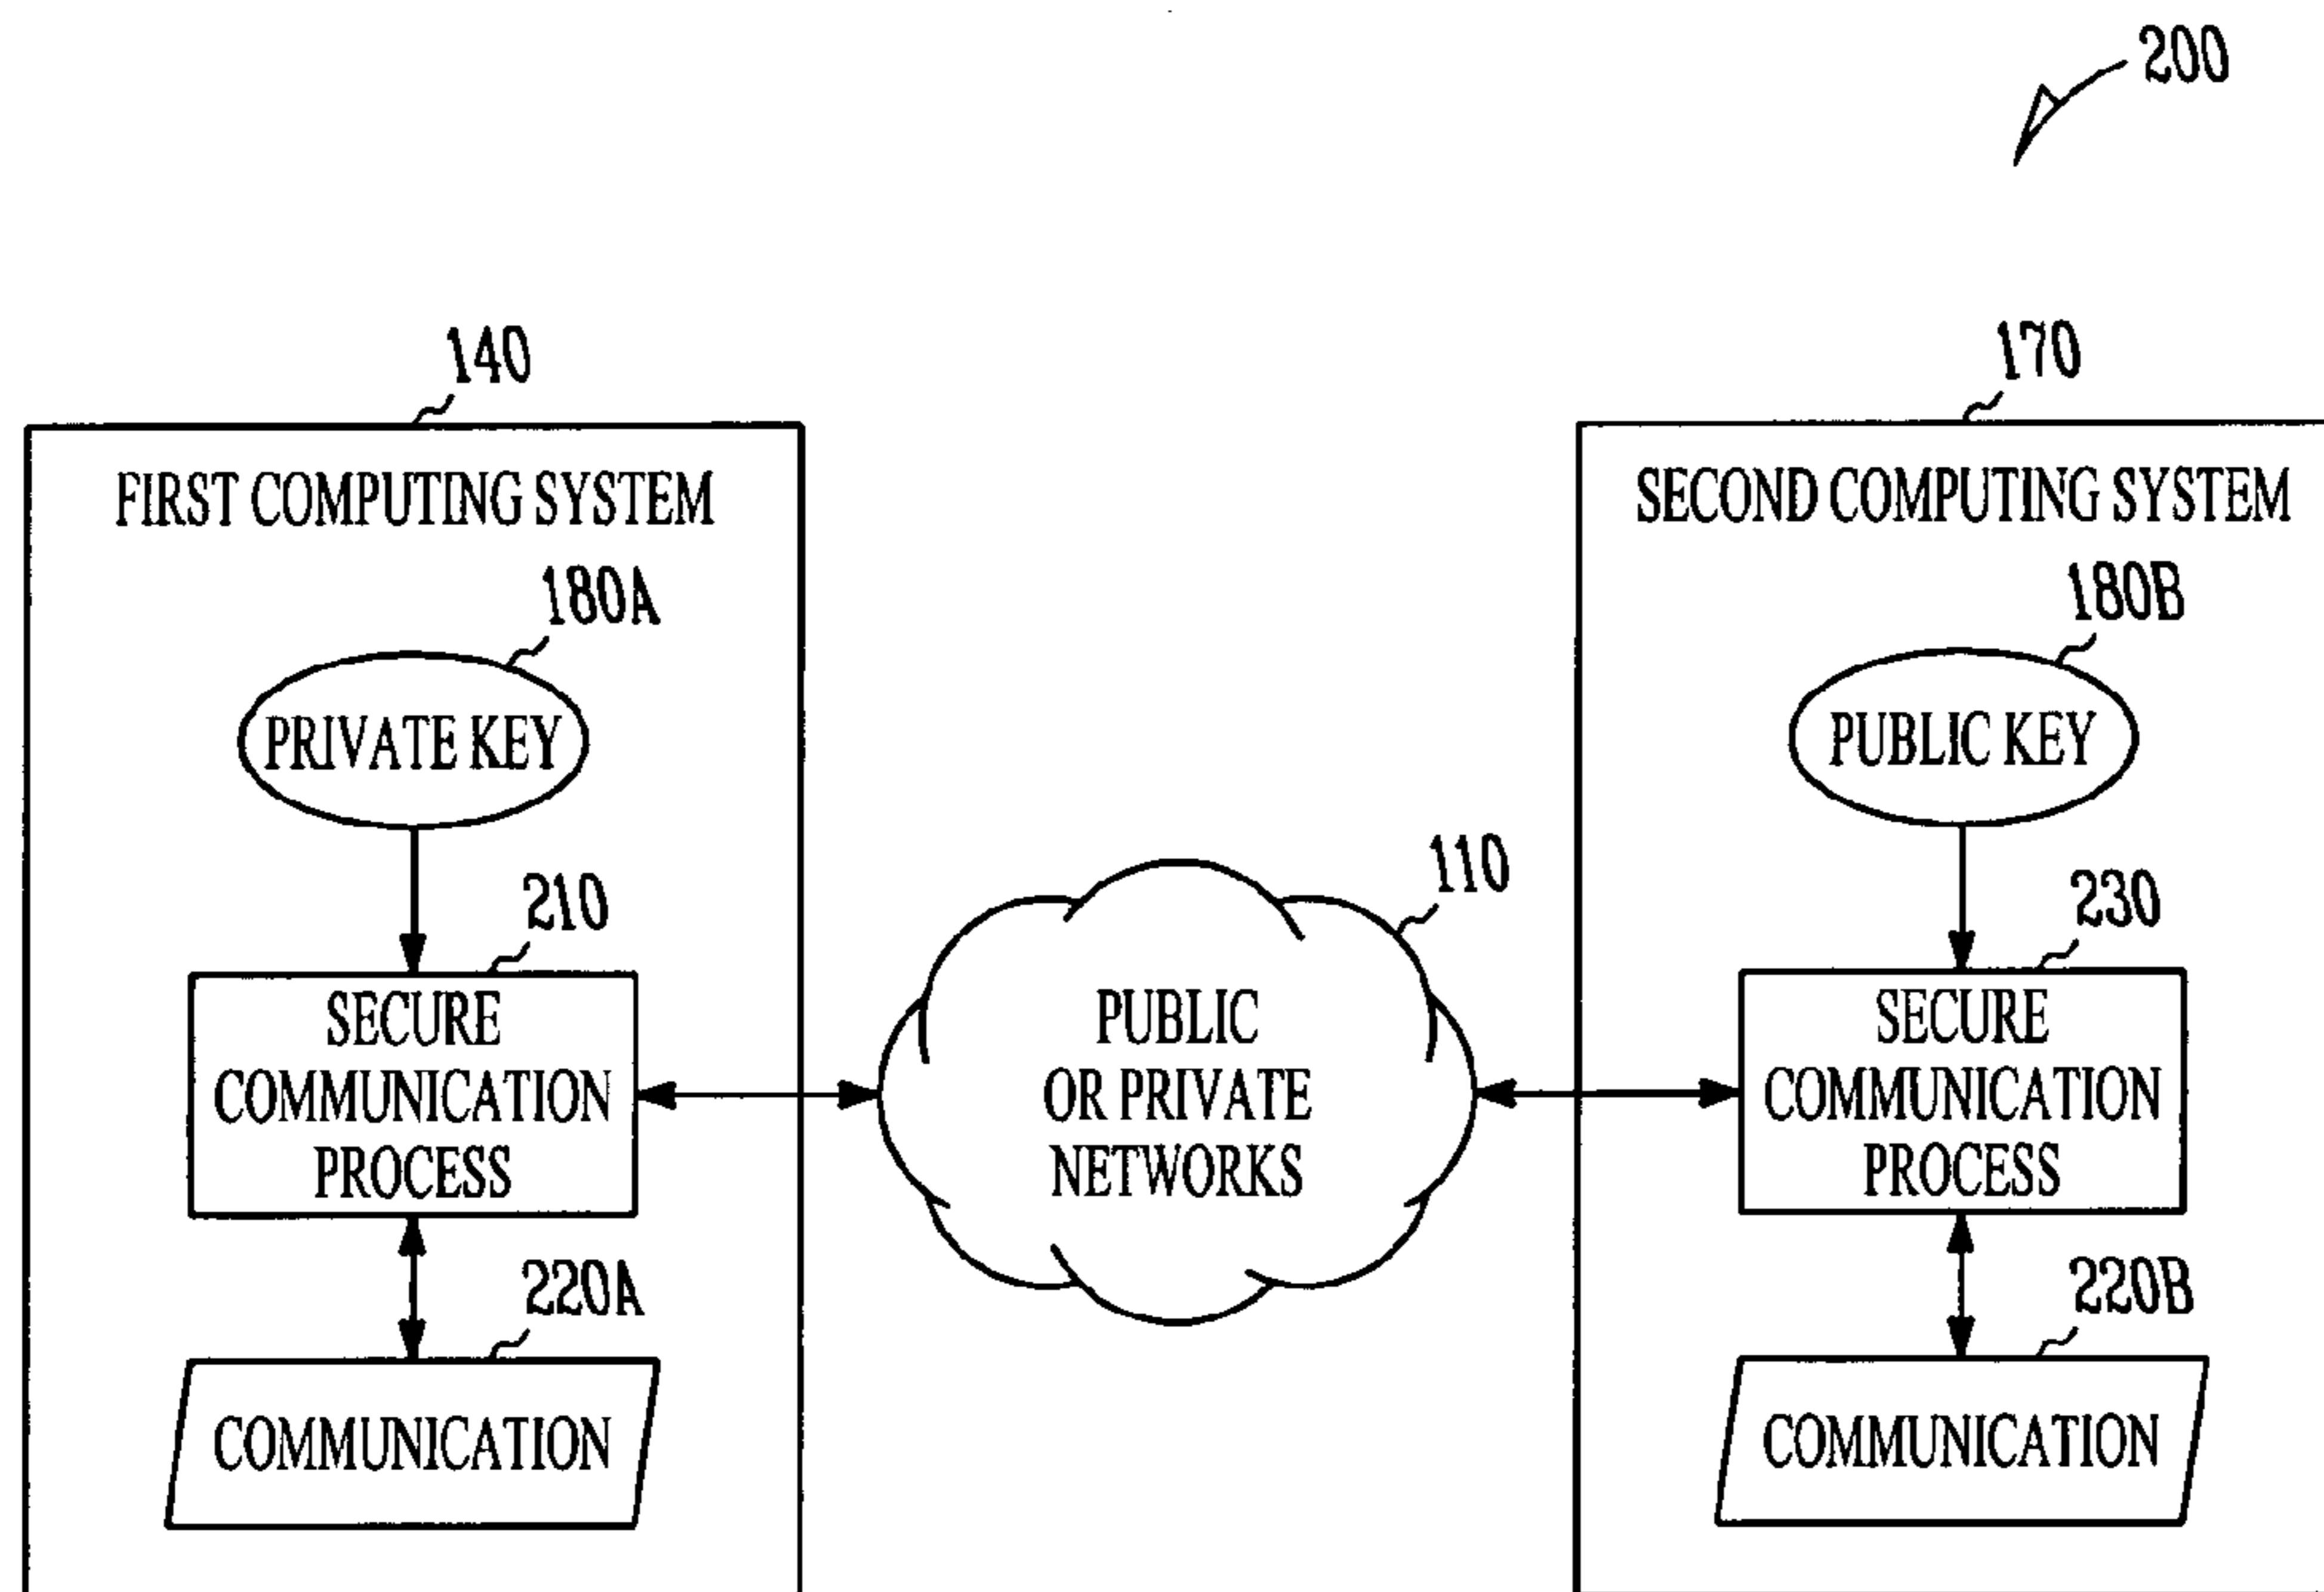 200
140
170
FIRST COMPUTING SYSTEM
SECOND COMPUTING SYSTEM
180A
180B
PRIVATE KEY
PUBLIC KEY
110
210
230
SECURE
COMMUNICATION
PROCESS
PUBLIC
OR PRIVATE
NETWORKS
SECURE
COMMUNICATION
PROCESS
220A
220B
COMMUNICATION
COMMUNICATION